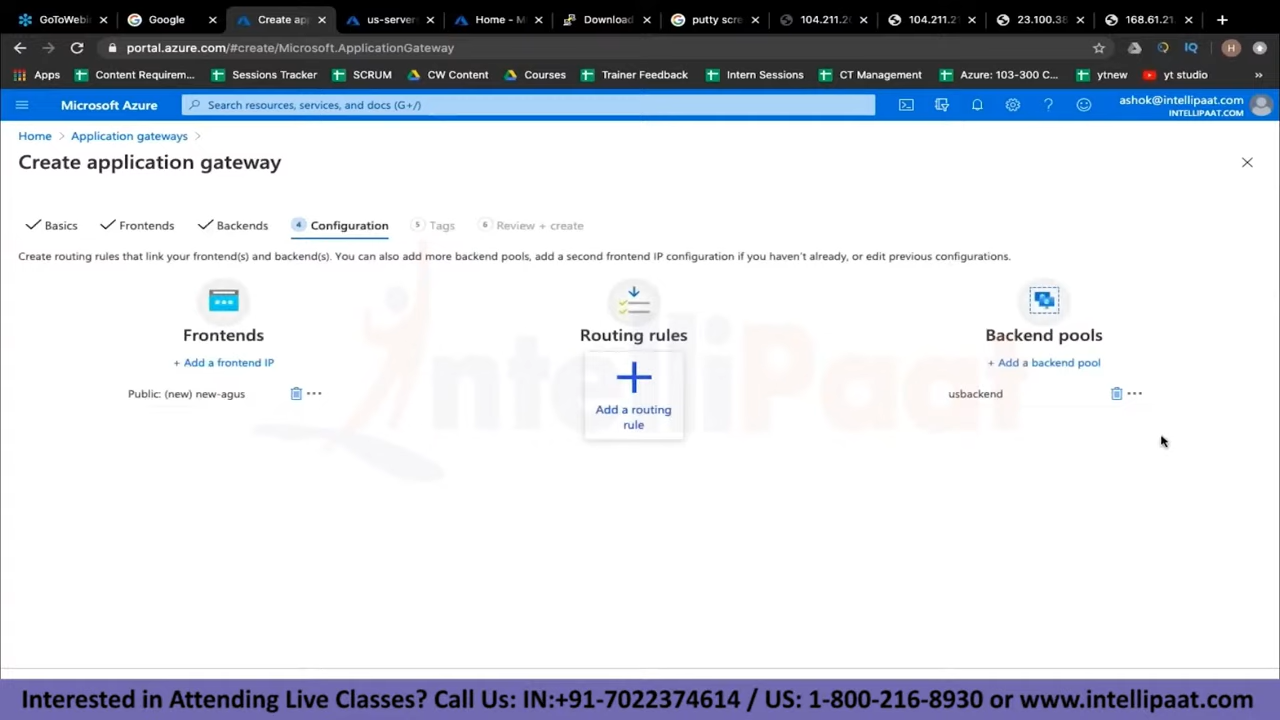 GoToWebin
Google
Create app
us-server
Home - Mi
Download
putty scre
104.211.20
104.211.21
23.100.38
168.61.21
portal.azure.com/#create/Microsoft.ApplicationGateway
H
Apps
Content Requirem...
Sessions Tracker
SCRUM
CW Content
Courses
Trainer Feedback
Intern Sessions
CT Management
Azure: 103-300 C...
ytnew
yt studio
»
Microsoft Azure
Search resources, services, and docs (G+/)
ashok@intellipaat.com
INTELLIPAAT.COM
Home > Application gateways >
Create application gateway
Basics
Frontends
Backends
4 Configuration
5 Tags
6 Review + create
Create routing rules that link your frontend(s) and backend(s). You can also add more backend pools, add a second frontend IP configuration if you haven't already, or edit previous configurations.
Frontends
+ Add a frontend IP
Public: (new) new-agus
Routing rules
Add a routing
rule
Backend pools
+ Add a backend pool
usbackend
IntelliPaat
Interested in Attending Live Classes? Call Us: IN:+91-7022374614 / US: 1-800-216-8930 or www.intellipaat.com